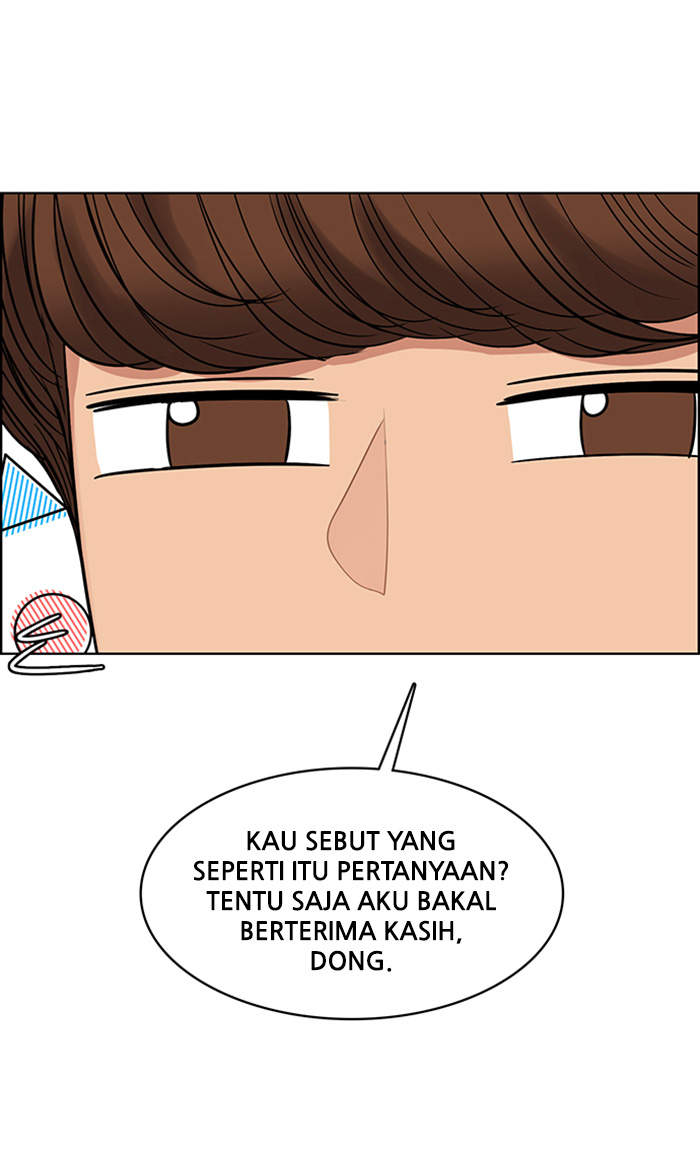 KAU SEBUT YANG
SEPERTI ITU PERTANYAAN?
TENTU SAJA AKU BAKAL
BERTERIMA KASIH,
DONG.